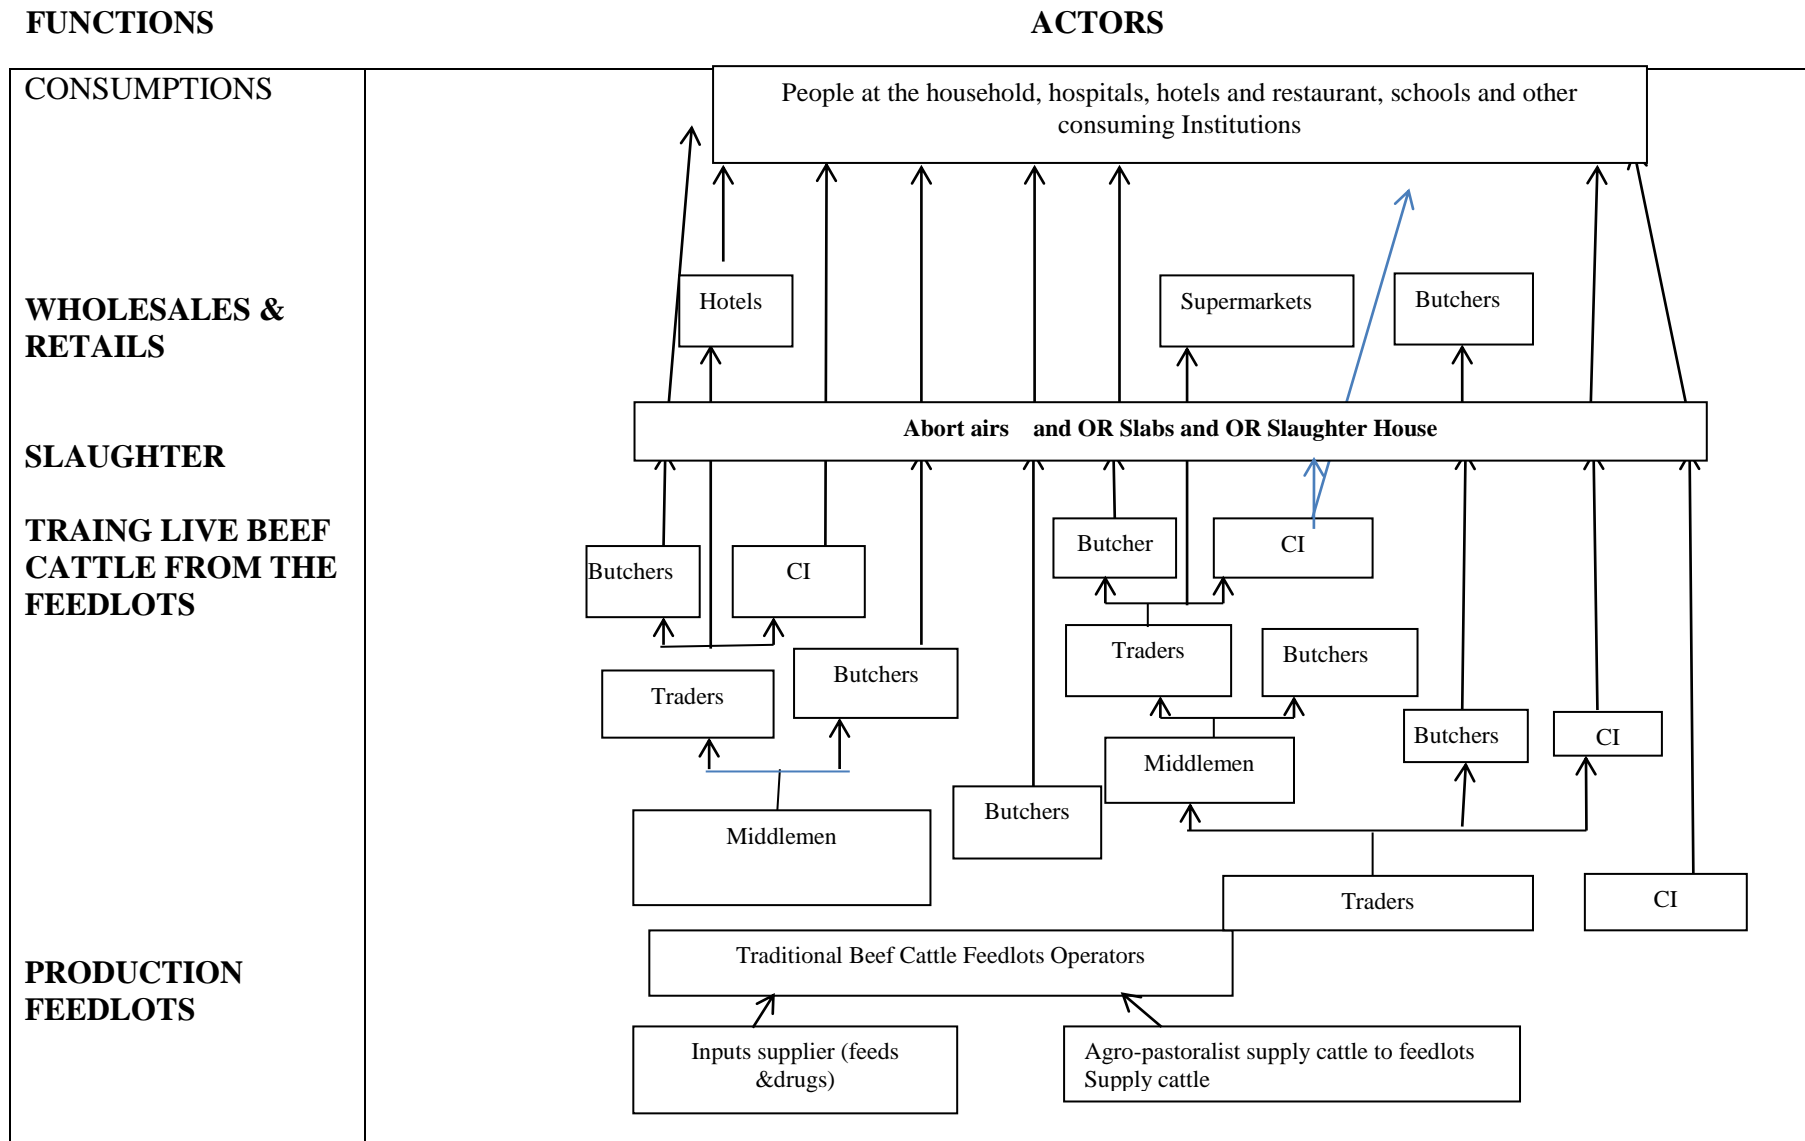 FUNCTIONS
ACTORS
CONSUMPTIONS
People at the household, hospitals, hotels and restaurant, schools and other
consuming Institutions
WHOLESALES &
RETAILS
Hotels
Supermarkets
Butchers
SLAUGHTER
Abort airs and OR Slabs and OR Slaughter House
TRAING LIVE BEEF
CATTLE FROM THE
FEEDLOTS
Butchers
CI
Butcher
CI
Traders
Butchers
Traders
Butchers
Middlemen
Butchers
Middlemen
Butchers
CI
Traders
CI
PRODUCTION
FEEDLOTS
Traditional Beef Cattle Feedlots Operators
Inputs supplier (feeds
&drugs)
Agro-pastoralist supply cattle to feedlots
Supply cattle